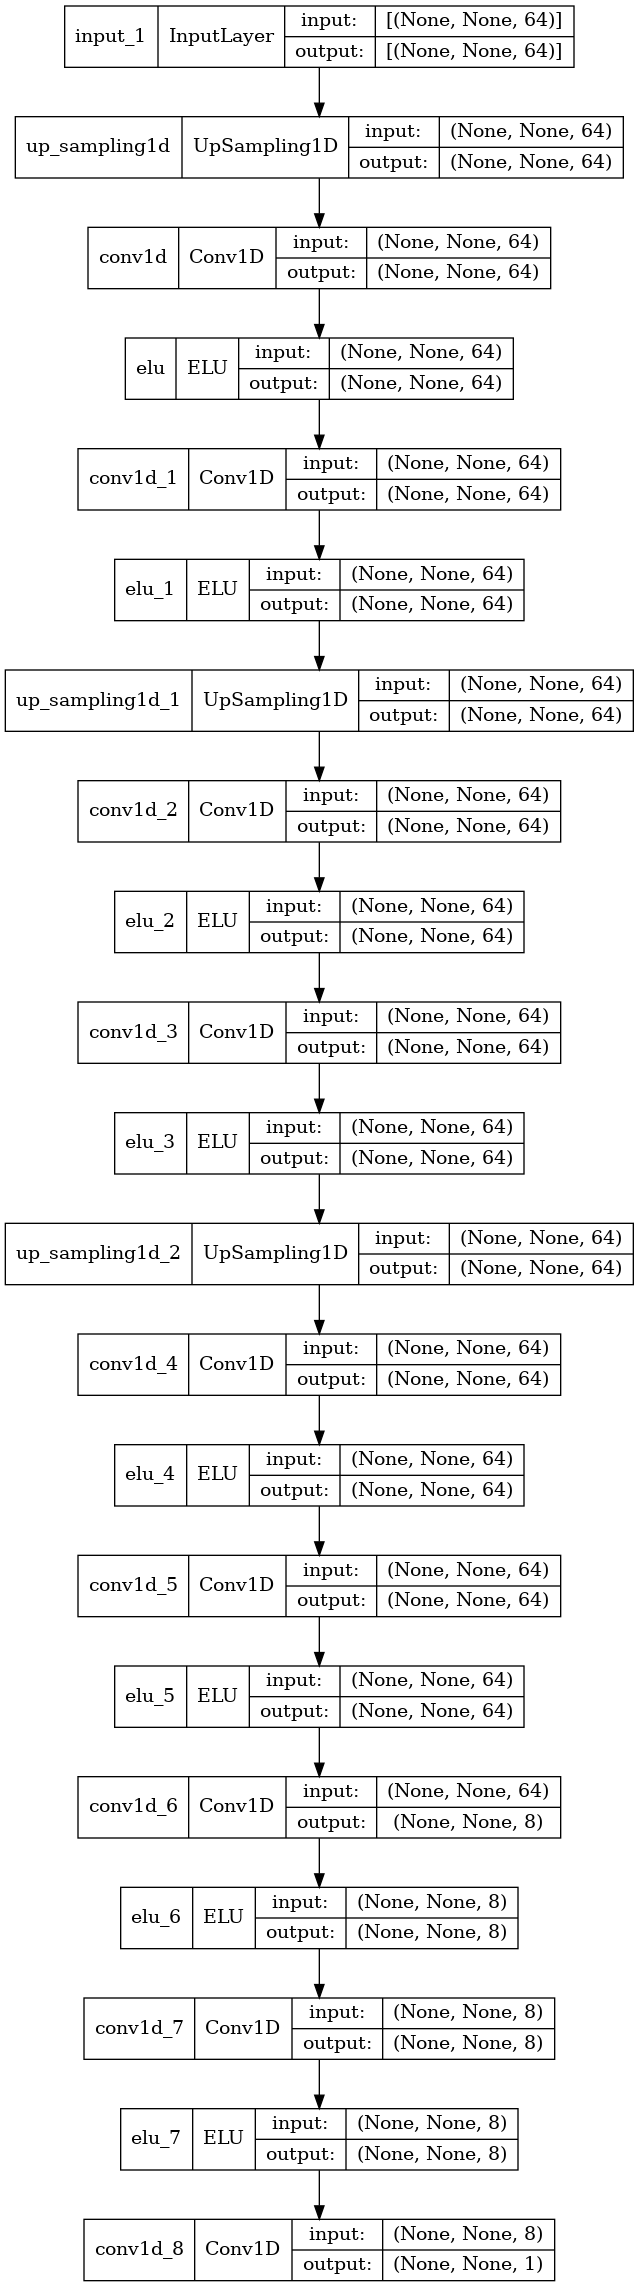 input_1 InputLayer input: [(None, None, 64)]
output: [(None, None, 64)]
up_sampling1d UpSampling1D input: (None, None, 64)
output: (None, None, 64)
conv1d Conv1D input: (None, None, 64)
output: (None, None, 64)
elu ELU input: (None, None, 64)
output: (None, None, 64)
conv1d_1 Conv1D input: (None, None, 64)
output: (None, None, 64)
elu_1 ELU input: (None, None, 64)
output: (None, None, 64)
up_sampling1d_1 UpSampling1D input: (None, None, 64)
output: (None, None, 64)
conv1d_2 Conv1D input: (None, None, 64)
output: (None, None, 64)
elu_2 ELU input: (None, None, 64)
output: (None, None, 64)
conv1d_3 Conv1D input: (None, None, 64)
output: (None, None, 64)
elu_3 ELU input: (None, None, 64)
output: (None, None, 64)
up_sampling1d_2 UpSampling1D input: (None, None, 64)
output: (None, None, 64)
conv1d_4 Conv1D input: (None, None, 64)
output: (None, None, 64)
elu_4 ELU input: (None, None, 64)
output: (None, None, 64)
conv1d_5 Conv1D input: (None, None, 64)
output: (None, None, 64)
elu_5 ELU input: (None, None, 64)
output: (None, None, 64)
conv1d_6 Conv1D input: (None, None, 64)
output: (None, None, 8)
elu_6 ELU input: (None, None, 8)
output: (None, None, 8)
conv1d_7 Conv1D input: (None, None, 8)
output: (None, None, 8)
elu_7 ELU input: (None, None, 8)
output: (None, None, 8)
conv1d_8 Conv1D input: (None, None, 8)
output: (None, None, 1)